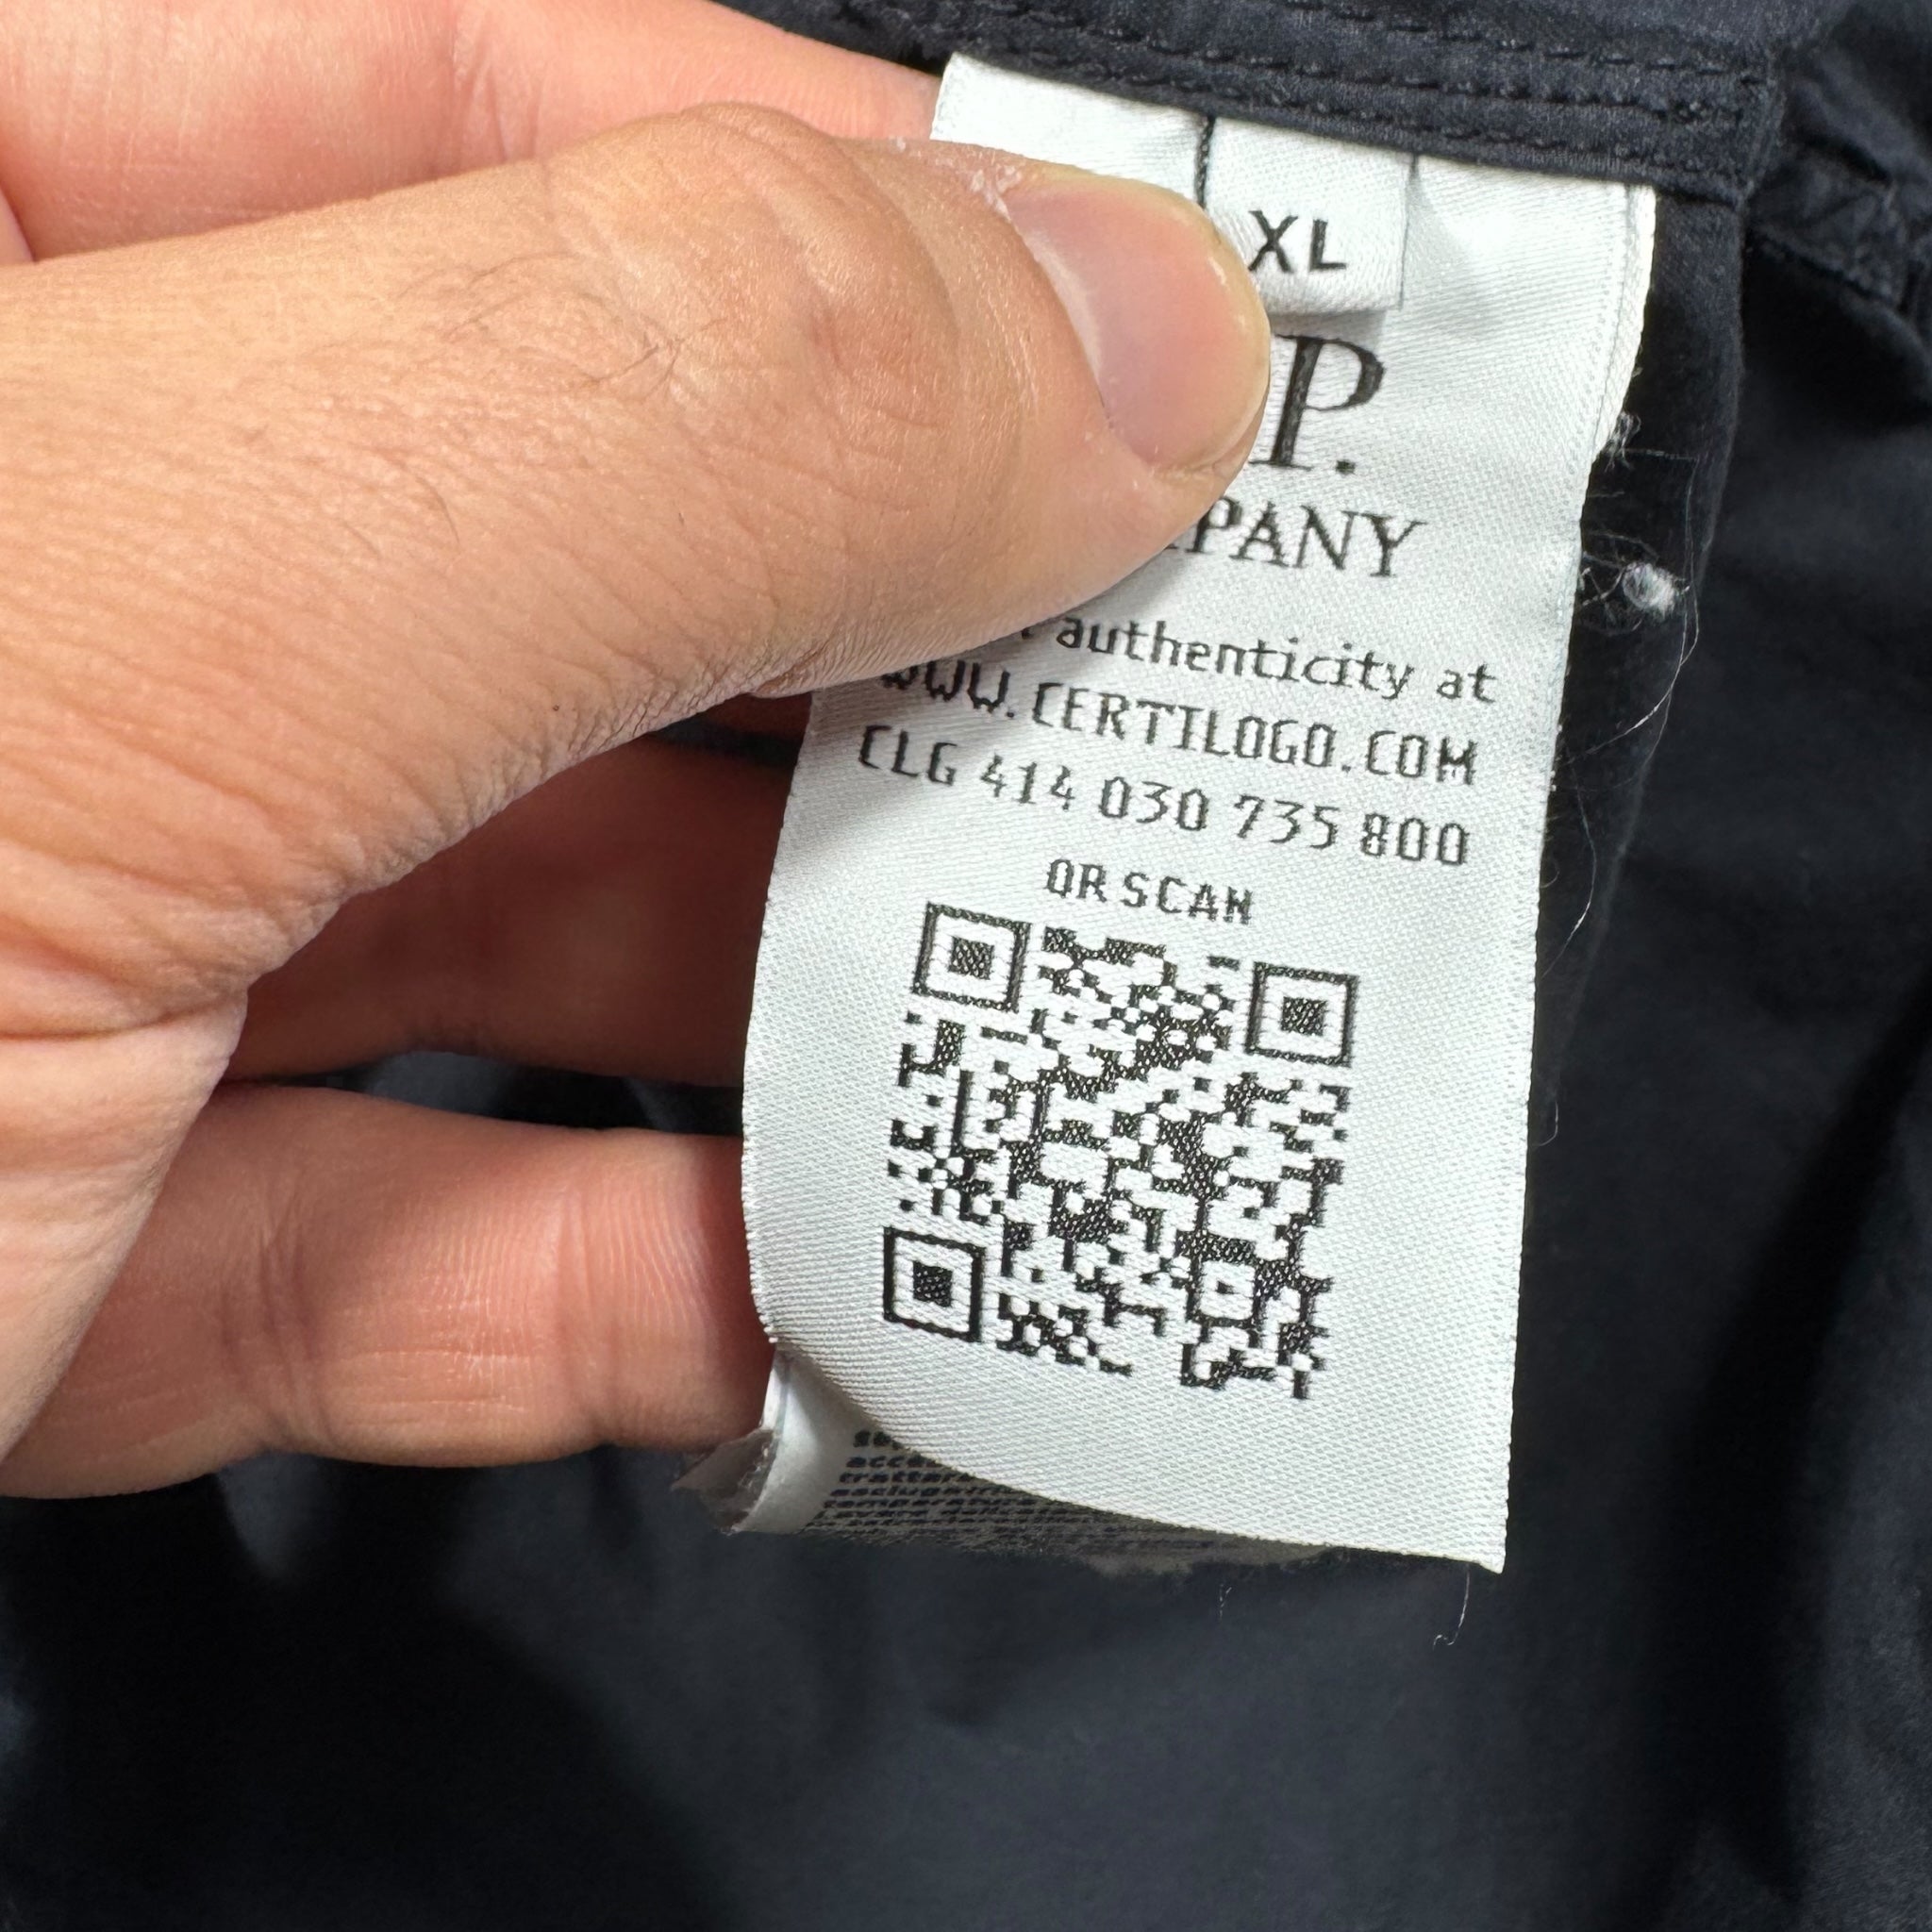 XL
P.
PANY
authenticity at
WWW.CERTILOGO.COM
CLG 414 030 735 800
OR SCAN